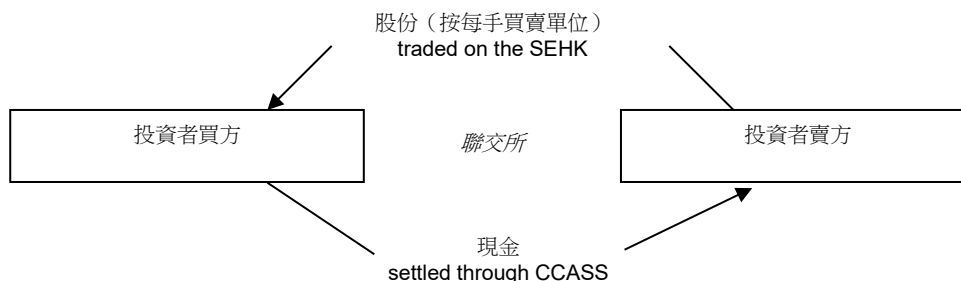 股份（按每手買賣單位）
traded on the SEHK
投資者買方
聯交所
投資者賣方
現金
settled through CCASS